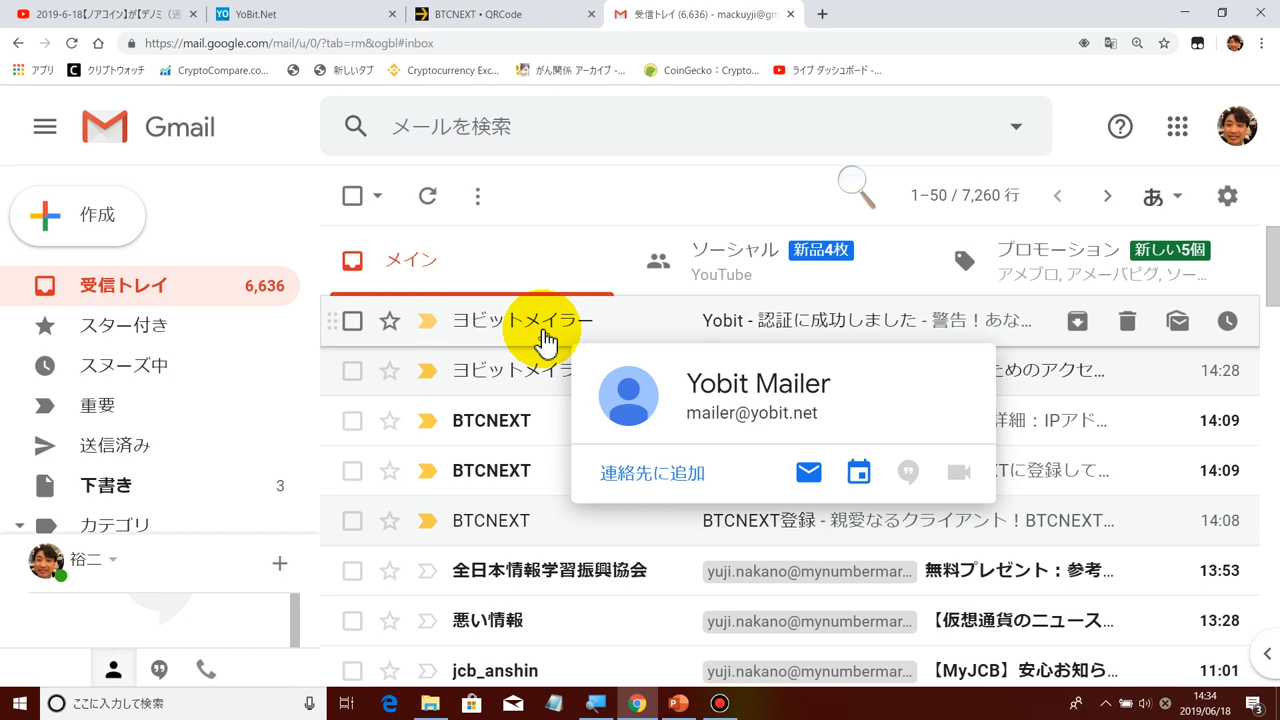 2019-6-18【ノアコイン】が【デノミ（通
YoBit.Net
BTCNEXT • QRCode
受信トレイ (6,636) - mackuyji@gm
https://mail.google.com/mail/u/0/?tab=rm&ogbl#inbox
アプリ
クリプトウォッチ
CryptoCompare.co...
新しいタブ
Cryptocurrency Exc...
がん関係 アーカイブ -...
CoinGecko：Crypto...
ライブ ダッシュボード -...
Gmail
メールを検索
作成
1–50 / 7,260 行
あ
メイン
ソーシャル 新品4枚
YouTube
プロモーション 新しい5個
アメブロ, アメーバピグ, ソー...
受信トレイ 6,636
スター付き
スヌーズ中
重要
送信済み
下書き 3
カテゴリ
裕二
ヨビットメイラー Yobit - 認証に成功しました - 警告！あな...
ヨビットメイラ ためのアクセ... 14:28
Yobit Mailer
mailer@yobit.net
連絡先に追加
BTCNEXT 詳細：IPアド... 14:09
BTCNEXT XTに登録して... 14:09
BTCNEXT BTCNEXT登録 - 親愛なるクライアント！BTCNEXT... 14:08
全日本情報学習振興協会 yuji.nakano@mynumbermar... 無料プレゼント：参考... 13:53
悪い情報 yuji.nakano@mynumbermar... 【仮想通貨のニュース... 13:28
jcb_anshin yuji.nakano@mynumbermar... 【MyJCB】安心お知ら... 11:01
ここに入力して検索
14:34
2019/06/18
3